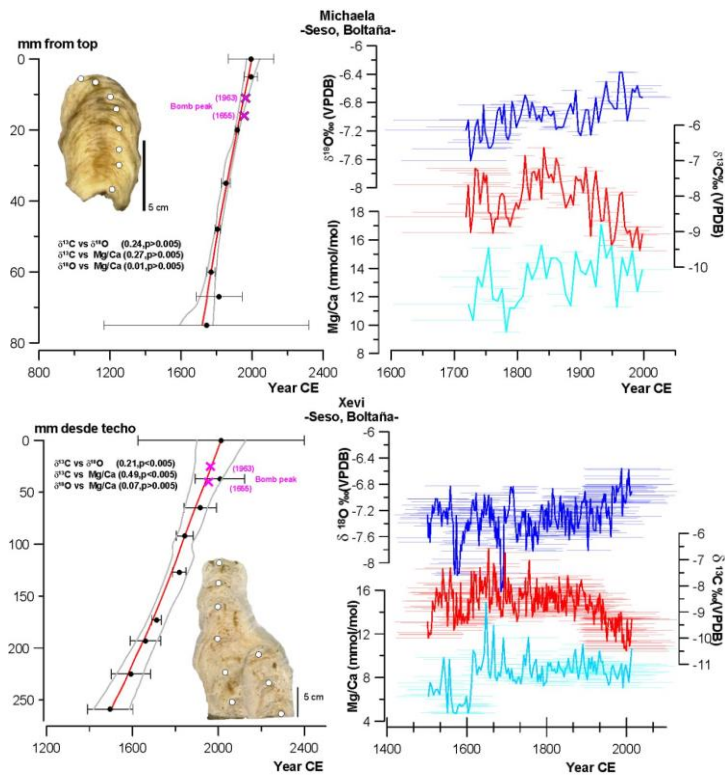 Michaela
-Seso, Boltaña-
mm from top
0
20
40
60
80
(1963)
Bomb peak
(1655)
5 cm
δ13C vs δ18O (0.24,p>0.005)
δ13C vs Mg/Ca (0.27,p>0.005)
δ18O vs Mg/Ca (0.01,p>0.005)
800 1200 1600 2000 2400
Year CE
-6
-6.4
-6.8
-7.2
-7.6
-8
δ18O‰ (VPDB)
-6
-7
-8
-9
-10
δ13C‰ (VPDB)
18
16
14
12
10
8
Mg/Ca (mmol/mol)
1600 1700 1800 1900 2000
Year CE
Xevi
-Seso, Boltaña-
mm desde techo
0
50
100
150
200
250
δ13C vs δ18O (0.21,p<0.005)
δ13C vs Mg/Ca (0.49,p<0.005)
δ18O vs Mg/Ca (0.07,p>0.005)
(1963)
Bomb peak
(1655)
5 cm
1200 1600 2000 2400
Year CE
-6
-6.4
-6.8
-7.2
-7.6
-8
δ 18O ‰(VPDB)
-6
-7
-8
-9
-10
-11
δ 13C ‰(VPDB)
16
12
8
4
Mg/Ca (mmol/mol)
1400 1600 1800 2000
Year CE